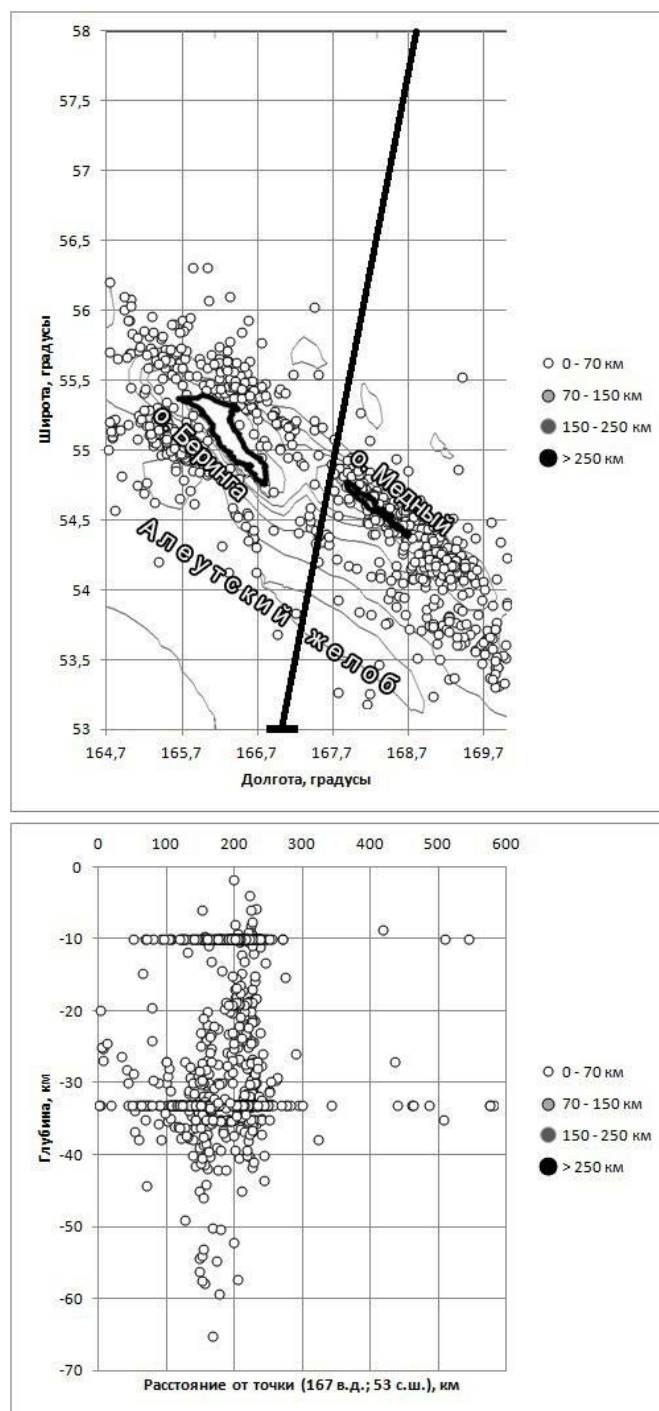 58
57,5
57
56,5
56
55,5
55
54,5
54
53,5
53
Широта, градусы
о. Беринга
о. Медный
Алеутский желоб
164,7 165,7 166,7 167,7 168,7 169,7
Долгота, градусы
0 - 70 км
70 - 150 км
150 - 250 км
> 250 км
0 100 200 300 400 500 600
0
-10
-20
-30
-40
-50
-60
-70
Глубина, км
0 - 70 км
70 - 150 км
150 - 250 км
> 250 км
Расстояние от точки (167 в.д.; 53 с.ш.), км